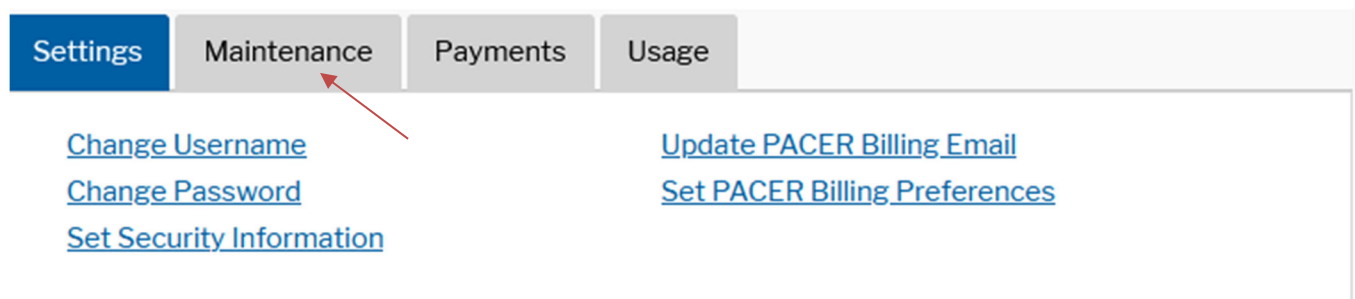 Settings Maintenance Payments Usage
Change Username
Change Password
Set Security Information
Update PACER Billing Email
Set PACER Billing Preferences